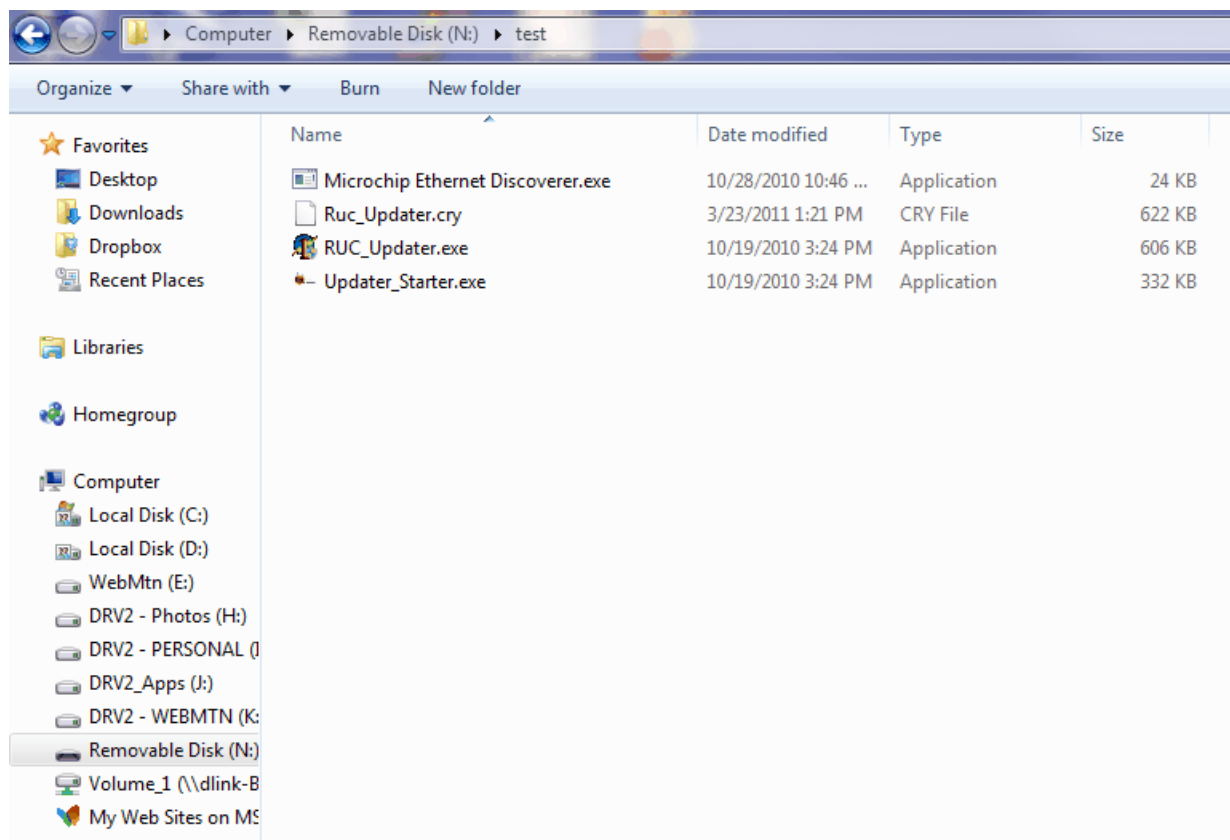 Computer Removable Disk (N:) test
Organize Share with Burn New folder
Name Date modified Type Size
Microchip Ethernet Discoverer.exe 10/28/2010 10:46 ... Application 24 KB
Ruc_Updater.cry 3/23/2011 1:21 PM CRY File 622 KB
RUC_Updater.exe 10/19/2010 3:24 PM Application 606 KB
Updater_Starter.exe 10/19/2010 3:24 PM Application 332 KB
Favorites
Desktop
Downloads
Dropbox
Recent Places
Libraries
Homegroup
Computer
Local Disk (C:)
Local Disk (D:)
WebMtn (E:)
DRV2 - Photos (H:)
DRV2 - PERSONAL (I
DRV2_Apps (J:)
DRV2 - WEBMTN (K:
Removable Disk (N:)
Volume_1 (\\dlink-B
My Web Sites on MS